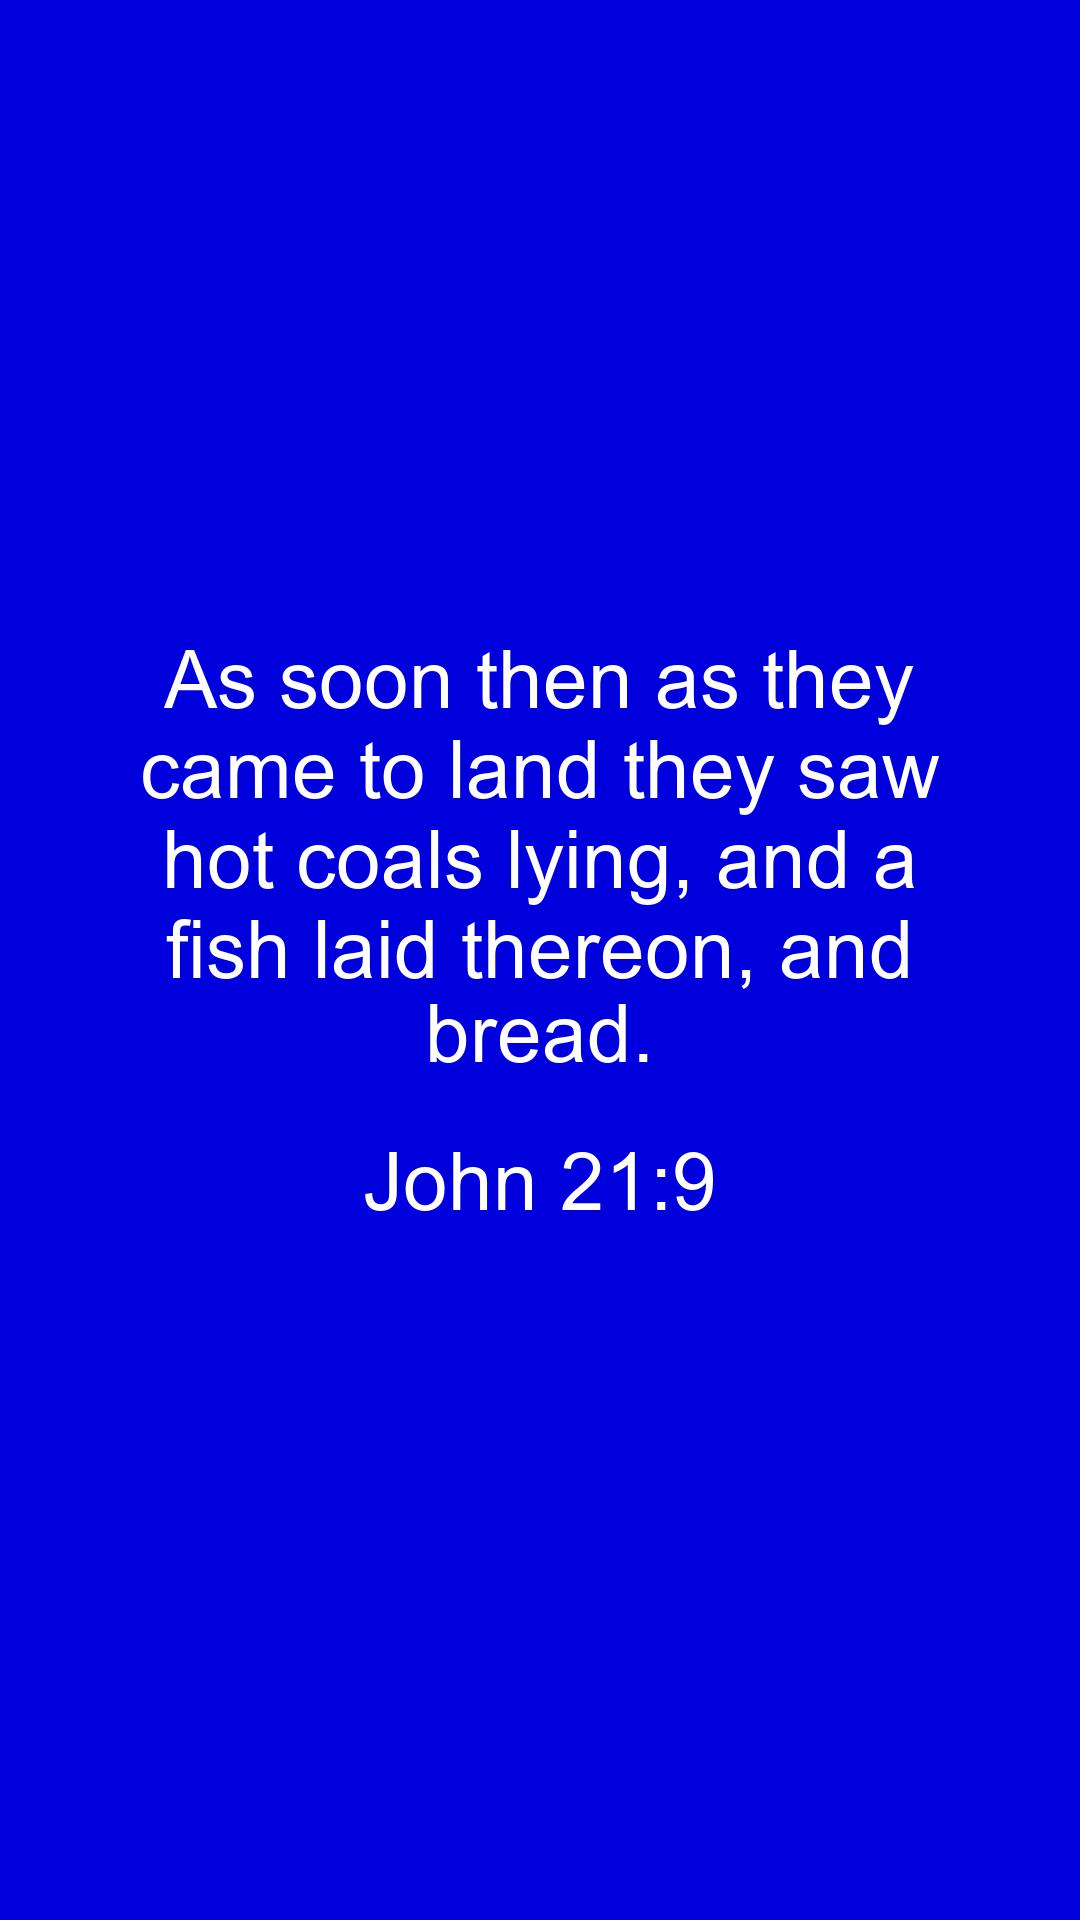 As soon then as they
came to land they saw
hot coals lying, and a
fish laid thereon, and
bread.
John 21:9